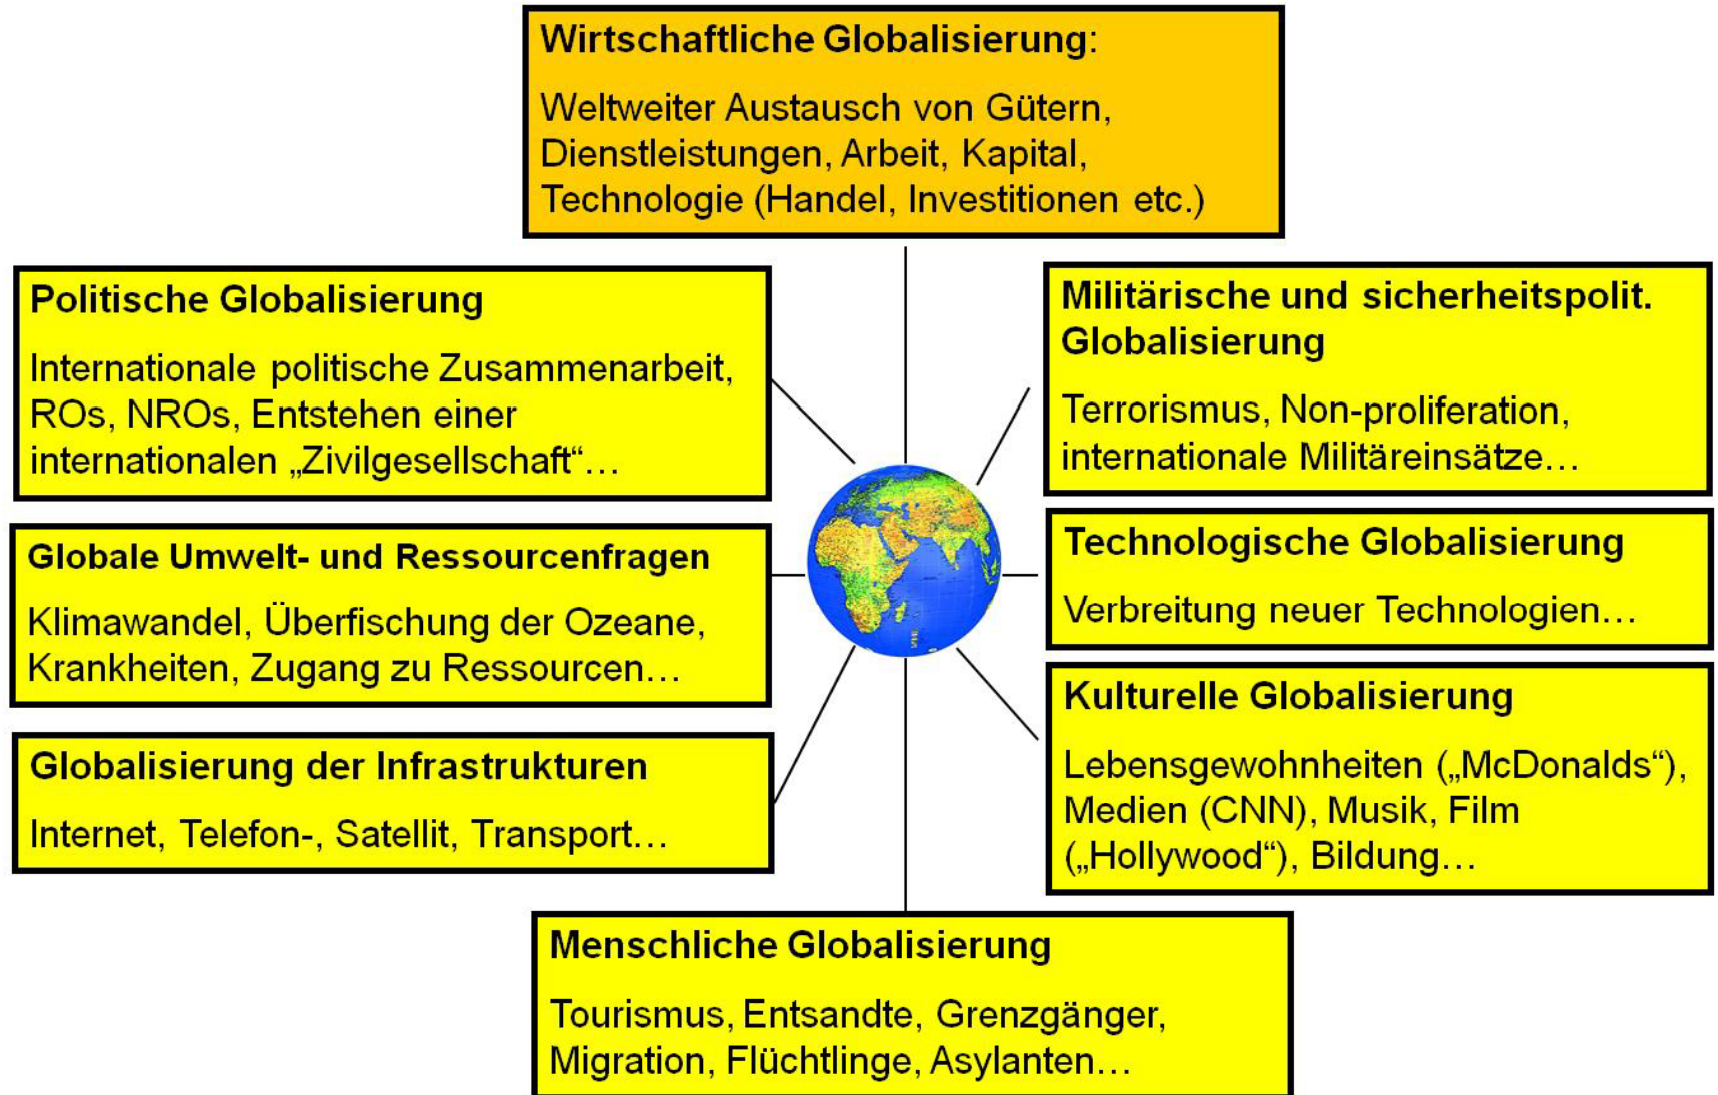 Wirtschaftliche Globalisierung:
Weltweiter Austausch von Gütern,
Dienstleistungen, Arbeit, Kapital,
Technologie (Handel, Investitionen etc.)
Politische Globalisierung
Internationale politische Zusammenarbeit,
ROs, NROs, Entstehen einer
internationalen „Zivilgesellschaft“…
Militärische und sicherheitspolit.
Globalisierung
Terrorismus, Non-proliferation,
internationale Militäreinsätze…
Globale Umwelt- und Ressourcenfragen
Klimawandel, Überfischung der Ozeane,
Krankheiten, Zugang zu Ressourcen…
Technologische Globalisierung
Verbreitung neuer Technologien…
Globalisierung der Infrastrukturen
Internet, Telefon-, Satellit, Transport…
Kulturelle Globalisierung
Lebensgewohnheiten („McDonalds“),
Medien (CNN), Musik, Film
(„Hollywood“), Bildung…
Menschliche Globalisierung
Tourismus, Entsandte, Grenzgänger,
Migration, Flüchtlinge, Asylanten…